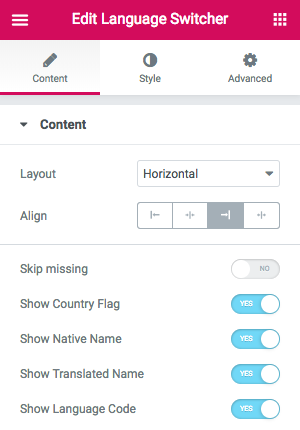 Edit Language Switcher
Content Style Advanced
Content
Layout Horizontal
Align
Skip missing NO
Show Country Flag YES
Show Native Name YES
Show Translated Name YES
Show Language Code YES